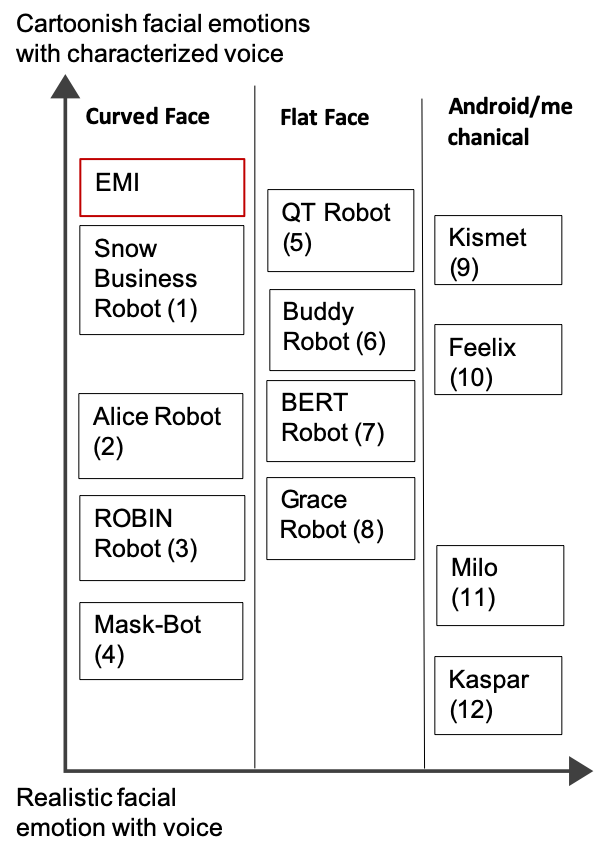 Cartoonish facial emotions
with characterized voice
Curved Face
Flat Face
Android/me
chanical
EMI
Snow
Business
Robot (1)
Alice Robot
(2)
ROBIN
Robot (3)
Mask-Bot
(4)
QT Robot
(5)
Buddy
Robot (6)
BERT
Robot (7)
Grace
Robot (8)
Kismet
(9)
Feelix
(10)
Milo
(11)
Kaspar
(12)
Realistic facial
emotion with voice